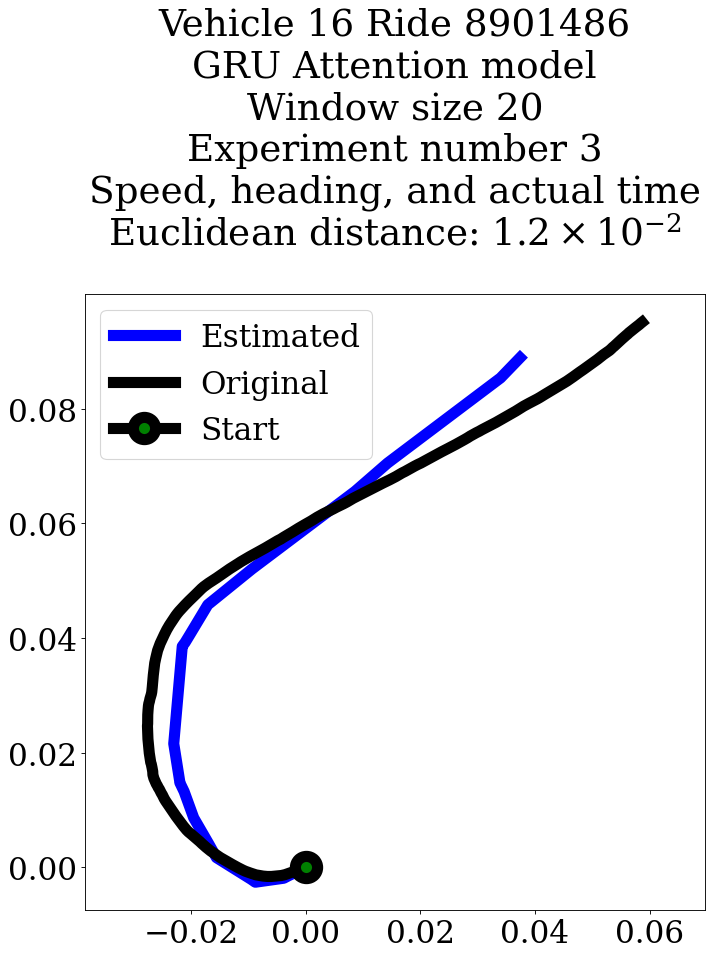 Vehicle 16 Ride 8901486
GRU Attention model
Window size 20
Experiment number 3
Speed, heading, and actual time
Euclidean distance: 1.2 × 10⁻²
Estimated
Original
Start
0.08
0.06
0.04
0.02
0.00
−0.02 0.00 0.02 0.04 0.06